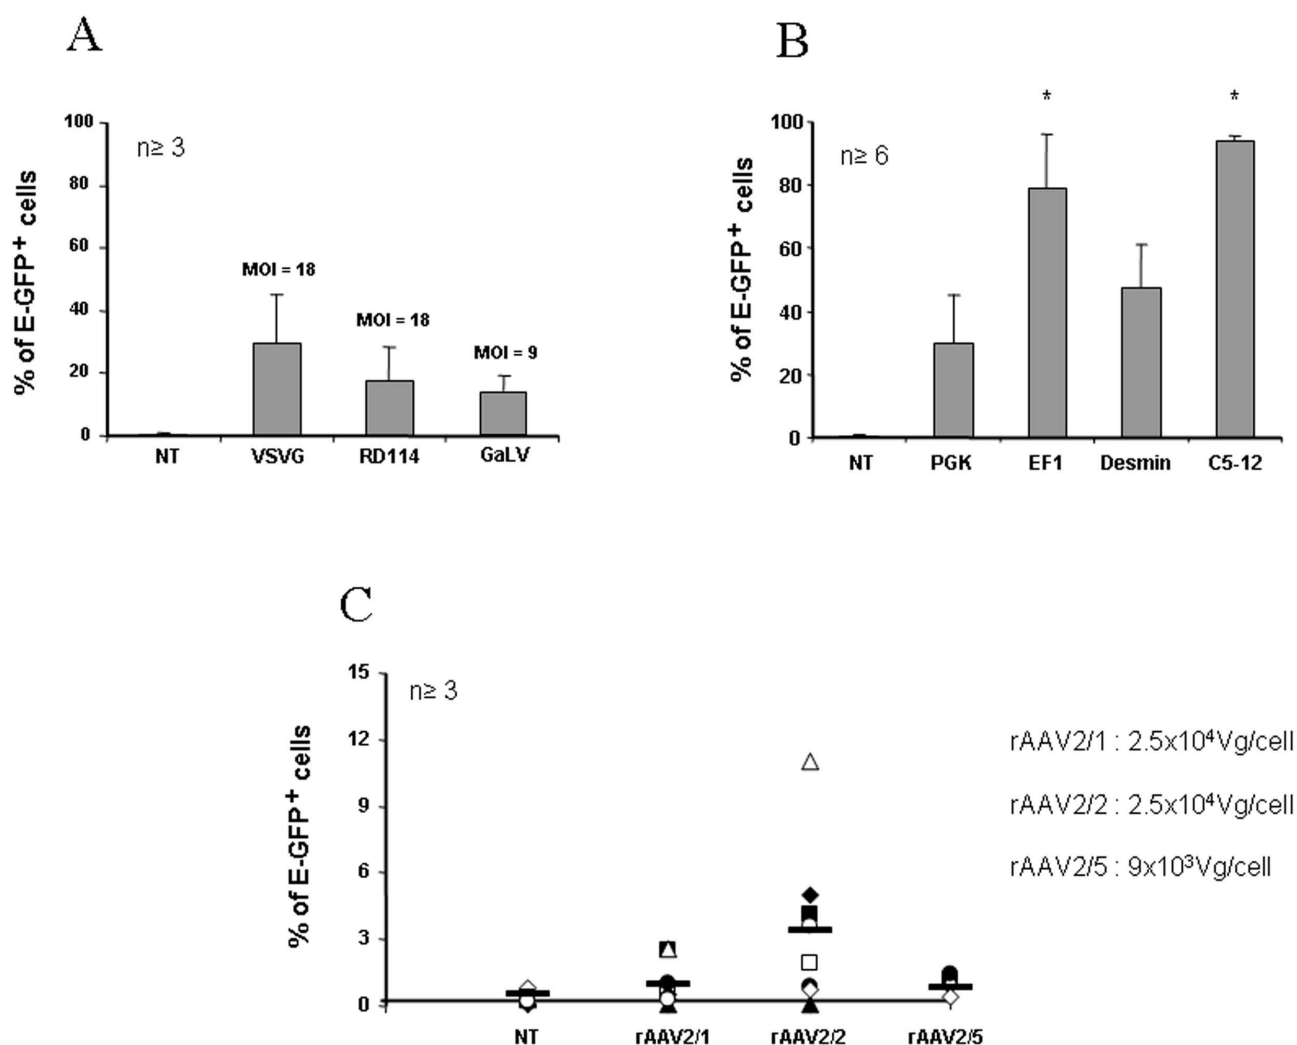 A
n≥ 3
% of E-GFP⁺ cells
100
80
60
40
20
0
MOI = 18
MOI = 18
MOI = 9
NT VSVG RD114 GaLV
B
n≥ 6
% of E-GFP⁺ cells
100
80
60
40
20
0
* *
NT PGK EF1 Desmin C5-12
C
n≥ 3
% of E-GFP⁺ cells
15
12
9
6
3
0
NT rAAV2/1 rAAV2/2 rAAV2/5
rAAV2/1 : 2.5x10⁴Vg/cell
rAAV2/2 : 2.5x10⁴Vg/cell
rAAV2/5 : 9x10³Vg/cell